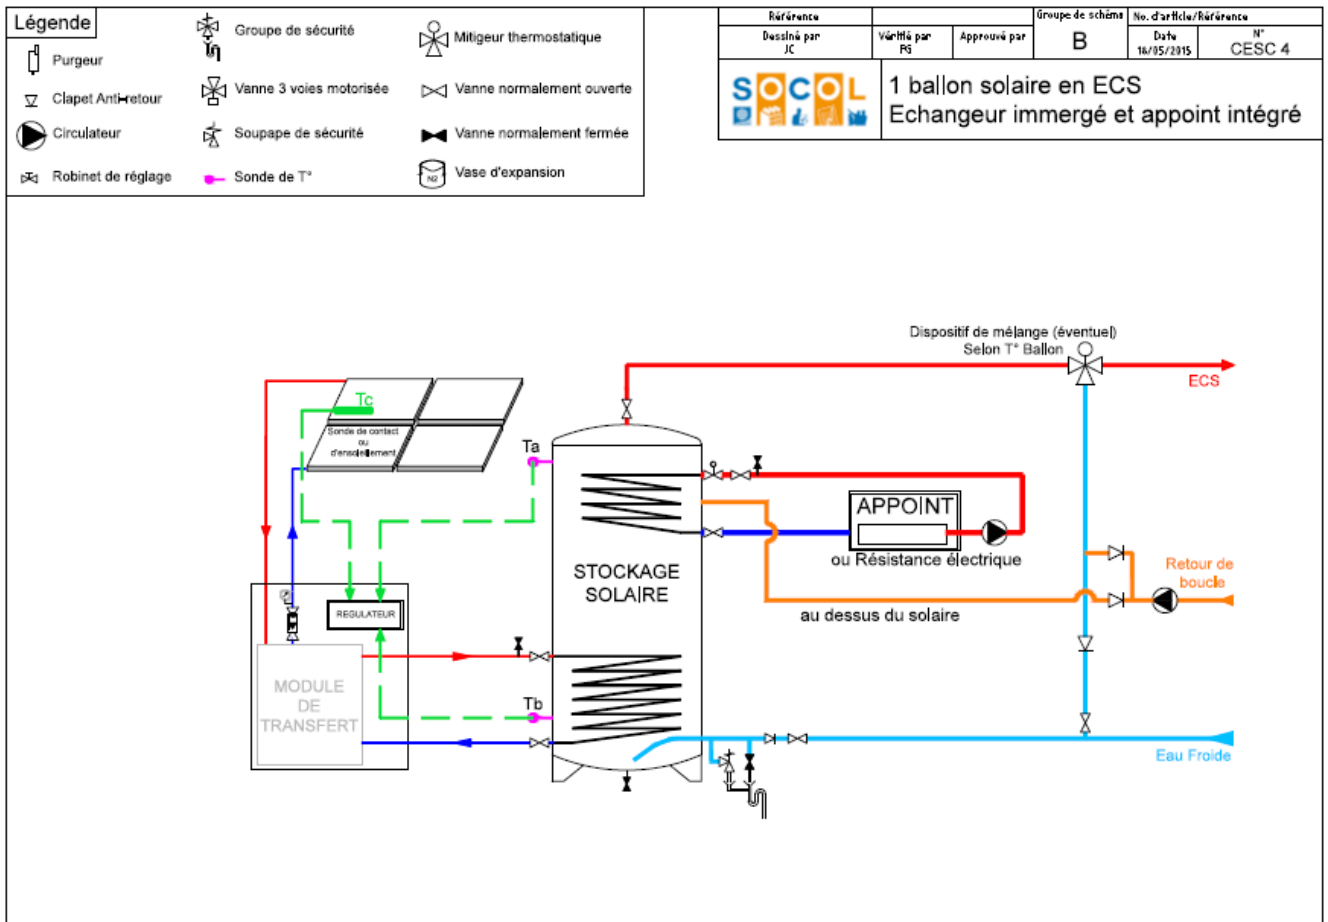 Légende
Purgeur
Clapet Anti-retour
Circulateur
Robinet de réglage
Groupe de sécurité
Vanne 3 voies motorisée
Soupape de sécurité
Sonde de T°
Mitigeur thermostatique
Vanne normalement ouverte
Vanne normalement fermée
N2
Vase d'expansion
Référence
Groupe de schéma
No. d'article/Référence
Dessiné par
JC
Vérifié par
PG
Approuvé par
B
Date
18/05/2015
N°
CESC 4
SOCOL
1 ballon solaire en ECS
Echangeur immergé et appoint intégré
Dispositif de mélange (éventuel)
Selon T° Ballon
ECS
Tc
Sonde de contact
ou
d'ensoleillement
Ta
APPOINT
ou Résistance électrique
STOCKAGE
SOLAIRE
Retour de
boucle
au dessus du solaire
REGULATEUR
MODULE
DE
TRANSFERT
Tb
Eau Froide